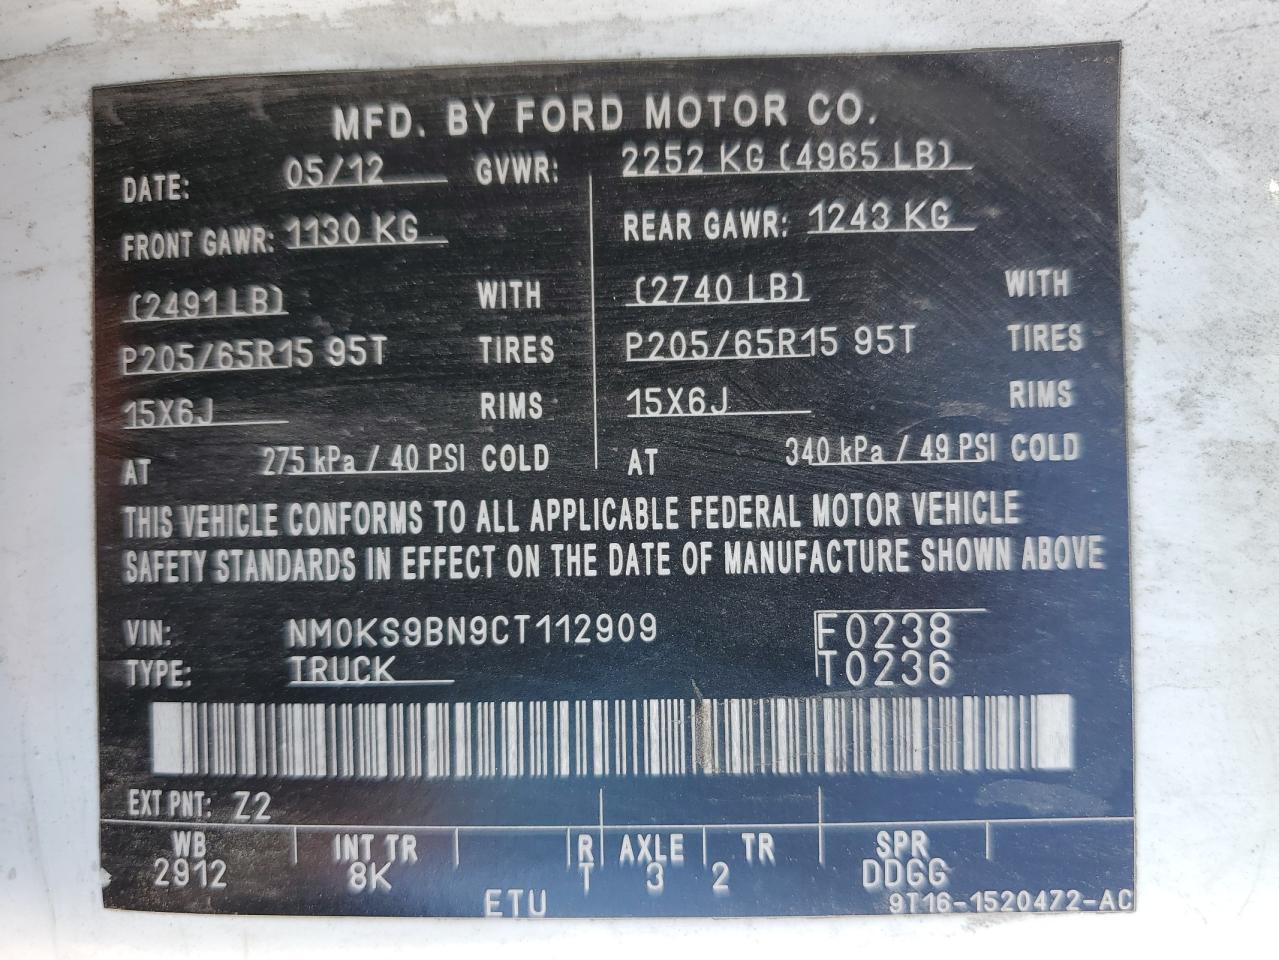 MFD. BY FORD MOTOR CO.
DATE: 05/12 GVWR: 2252 KG (4965 LB)
FRONT GAWR: 1130 KG REAR GAWR: 1243 KG
(2491 LB) WITH (2740 LB) WITH
P205/65R15 95T TIRES P205/65R15 95T TIRES
15X6J RIMS 15X6J RIMS
AT 275 kPa / 40 PSI COLD AT 340 kPa / 49 PSI COLD
THIS VEHICLE CONFORMS TO ALL APPLICABLE FEDERAL MOTOR VEHICLE
SAFETY STANDARDS IN EFFECT ON THE DATE OF MANUFACTURE SHOWN ABOVE
VIN: NM0KS9BN9CT112909 F0238
TYPE: TRUCK T0236
EXT PNT: Z2
WB INT TR R AXLE TR SPR
2912 8K T 3 2 DDGG
ETU 9T16-1520472-AC